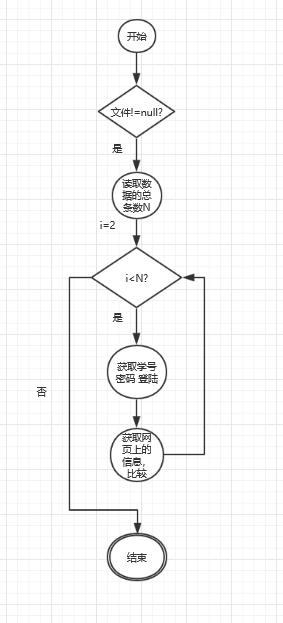 开始
文件!=null?
是
读取数
据的总
条数N
i=2
i<N?
是
获取学号
密码 登陆
否
获取网
页上的
信息,
比较
结束